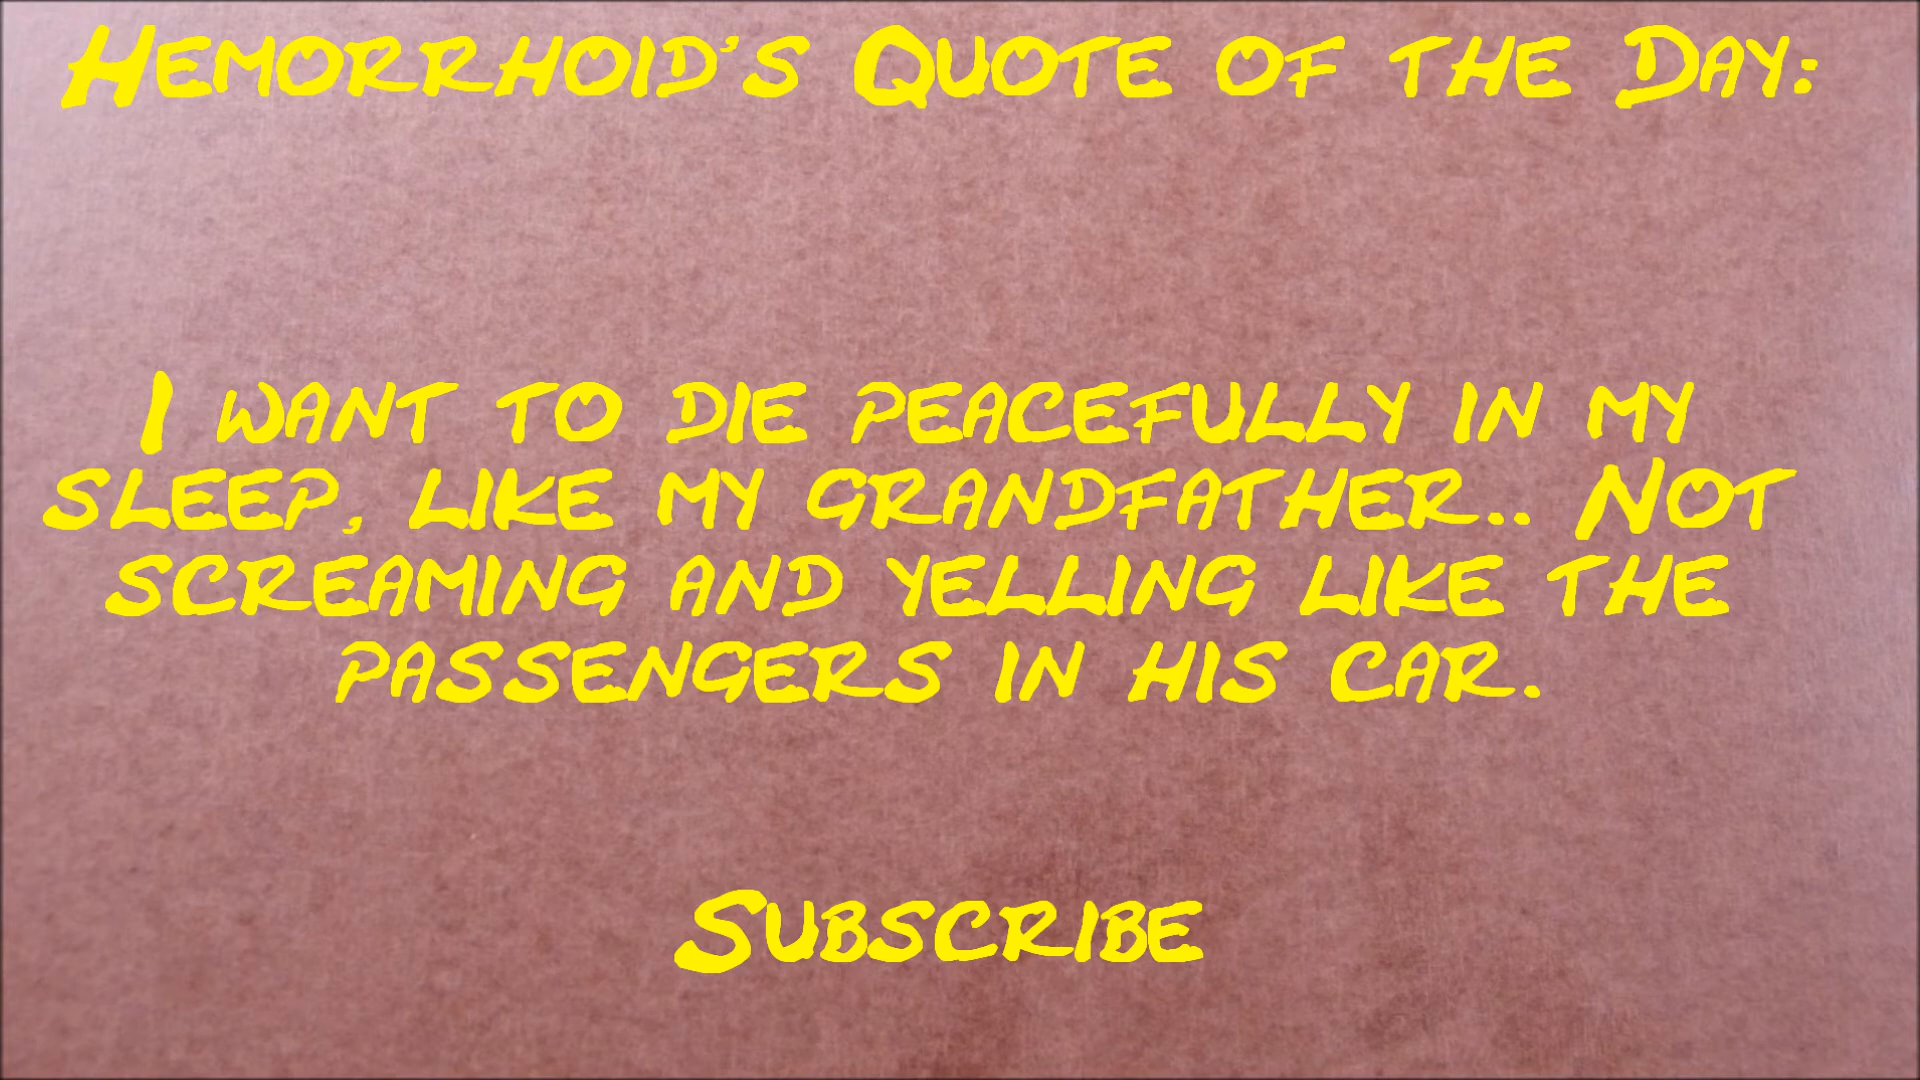 Hemorrhoid's Quote of the Day:
I want to die peacefully in my
sleep, like my grandfather.. Not
screaming and yelling like the
passengers in his car.
Subscribe